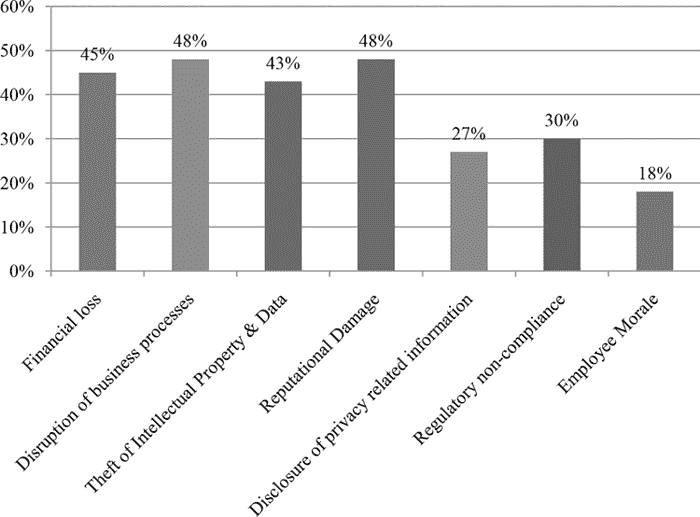 60%
50%
40%
30%
20%
10%
0%
45%
48%
43%
48%
27%
30%
18%
Financial loss
Disruption of business processes
Theft of Intellectual Property & Data
Reputational Damage
Disclosure of privacy related information
Regulatory non-compliance
Employee Morale